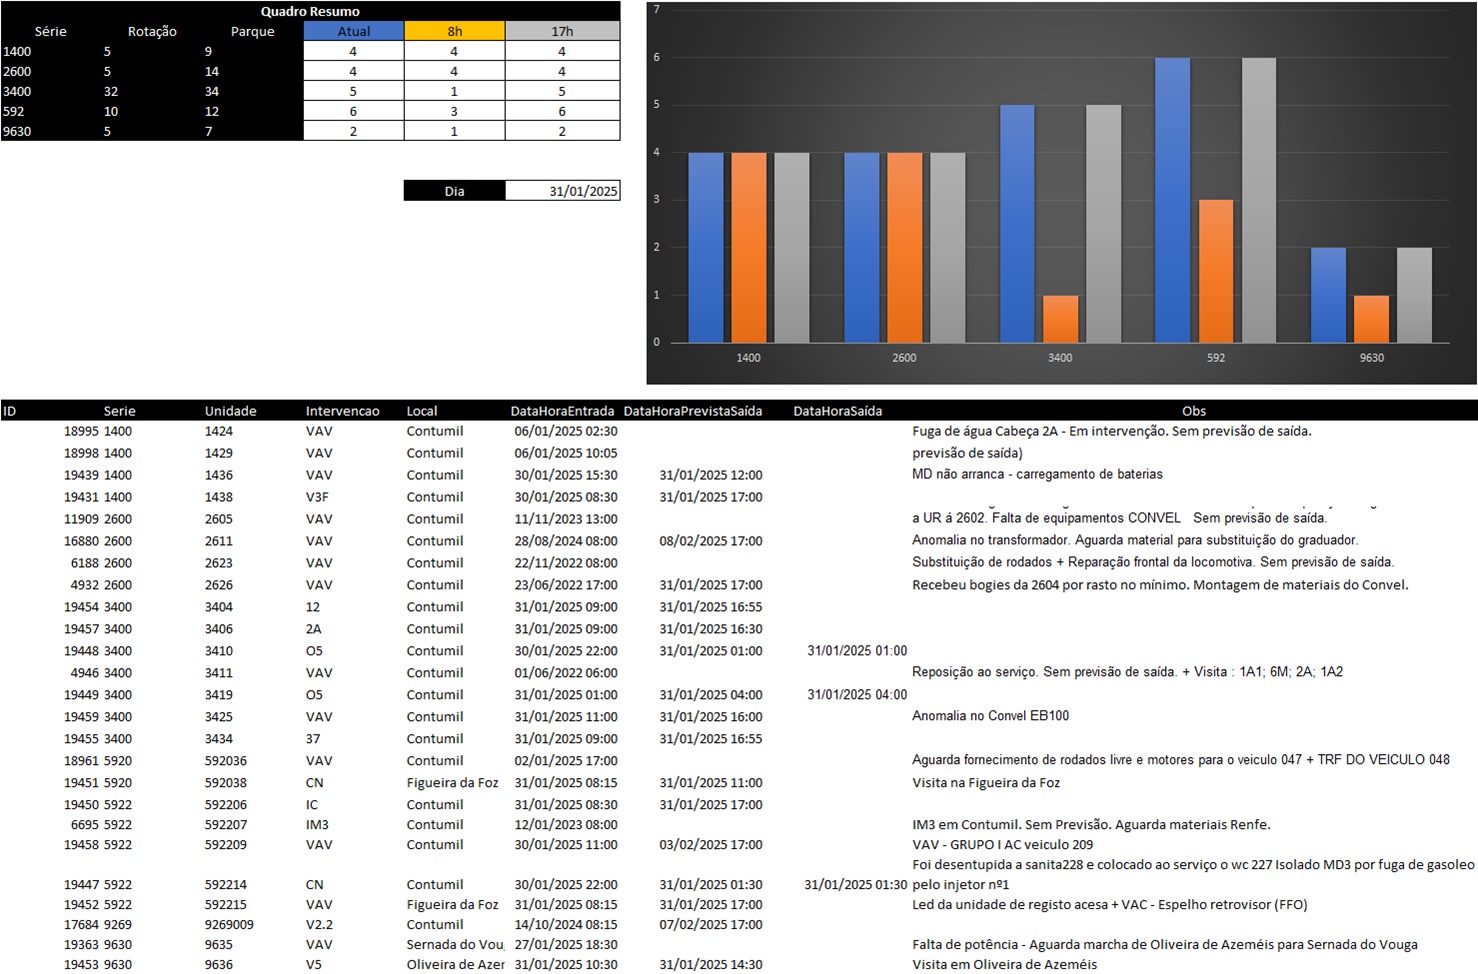 Quadro Resumo
Série Rotação Parque Atual 8h 17h
1400 5 9 4 4 4
2600 5 14 4 4 4
3400 32 34 5 1 5
592 10 12 6 3 6
9630 5 7 2 1 2
Dia 31/01/2025
7
6
5
4
3
2
1
0
1400 2600 3400 592 9630
ID Serie Unidade Intervencao Local DataHoraEntrada DataHoraPrevistaSaída DataHoraSaída Obs
18995 1400 1424 VAV Contumil 06/01/2025 02:30 Fuga de água Cabeça 2A - Em intervenção. Sem previsão de saída.
18998 1400 1429 VAV Contumil 06/01/2025 10:05 previsão de saída)
19439 1400 1436 VAV Contumil 30/01/2025 15:30 31/01/2025 12:00 MD não arranca - carregamento de baterias
19431 1400 1438 V3F Contumil 30/01/2025 08:30 31/01/2025 17:00
11909 2600 2605 VAV Contumil 11/11/2023 13:00 a UR á 2602. Falta de equipamentos CONVEL Sem previsão de saída.
16880 2600 2611 VAV Contumil 28/08/2024 08:00 08/02/2025 17:00 Anomalia no transformador. Aguarda material para substituição do graduador.
6188 2600 2623 VAV Contumil 22/11/2022 08:00 Substituição de rodados + Reparação frontal da locomotiva. Sem previsão de saída.
4932 2600 2626 VAV Contumil 23/06/2022 17:00 31/01/2025 17:00 Recebeu bogies da 2604 por rasto no mínimo. Montagem de materiais do Convel.
19454 3400 3404 12 Contumil 31/01/2025 09:00 31/01/2025 16:55
19457 3400 3406 2A Contumil 31/01/2025 09:00 31/01/2025 16:30
19448 3400 3410 O5 Contumil 30/01/2025 22:00 31/01/2025 01:00 31/01/2025 01:00
4946 3400 3411 VAV Contumil 01/06/2022 06:00 Reposição ao serviço. Sem previsão de saída. + Visita : 1A1; 6M; 2A; 1A2
19449 3400 3419 O5 Contumil 31/01/2025 01:00 31/01/2025 04:00 31/01/2025 04:00
19459 3400 3425 VAV Contumil 31/01/2025 11:00 31/01/2025 16:00 Anomalia no Convel EB100
19455 3400 3434 37 Contumil 31/01/2025 09:00 31/01/2025 16:55
18961 5920 592036 VAV Contumil 02/01/2025 17:00 Aguarda fornecimento de rodados livre e motores para o veiculo 047 + TRF DO VEICULO 048
19451 5920 592038 CN Figueira da Foz 31/01/2025 08:15 31/01/2025 11:00 Visita na Figueira da Foz
19450 5922 592206 IC Contumil 31/01/2025 08:30 31/01/2025 17:00
6695 5922 592207 IM3 Contumil 12/01/2023 08:00 IM3 em Contumil. Sem Previsão. Aguarda materiais Renfe.
19458 5922 592209 VAV Contumil 30/01/2025 11:00 03/02/2025 17:00 VAV - GRUPO I AC veiculo 209
Foi desentupida a sanita228 e colocado ao serviço o wc 227 Isolado MD3 por fuga de gasoleo
19447 5922 592214 CN Contumil 30/01/2025 22:00 31/01/2025 01:30 31/01/2025 01:30 pelo injetor nº1
19452 5922 592215 VAV Figueira da Foz 31/01/2025 08:15 31/01/2025 17:00 Led da unidade de registo acesa + VAC - Espelho retrovisor (FFO)
17684 9269 9269009 V2.2 Contumil 14/10/2024 08:15 07/02/2025 17:00
19363 9630 9635 VAV Sernada do Vou 27/01/2025 18:30 Falta de potência - Aguarda marcha de Oliveira de Azeméis para Sernada do Vouga
19453 9630 9636 V5 Oliveira de Azer 31/01/2025 10:30 31/01/2025 14:30 Visita em Oliveira de Azeméis